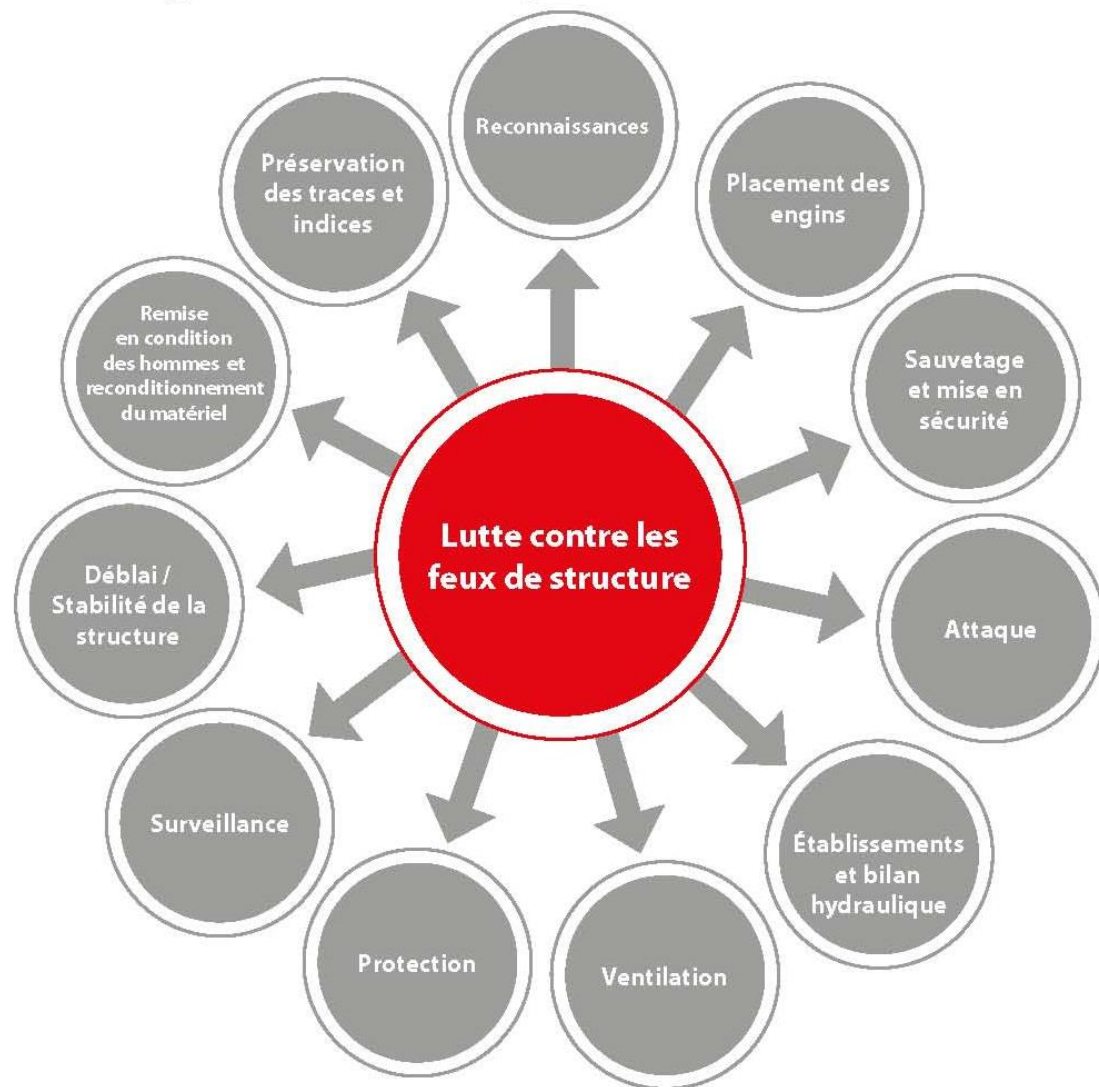 Reconnaissances
Placement des
engins
Sauvetage
et mise en
sécurité
Attaque
Établissements
et bilan
hydraulique
Ventilation
Protection
Surveillance
Déblai /
Stabilité de la
structure
Remise
en condition
des hommes et
reconditionnement
du matériel
Préservation
des traces et
indices
Lutte contre les
feux de structure